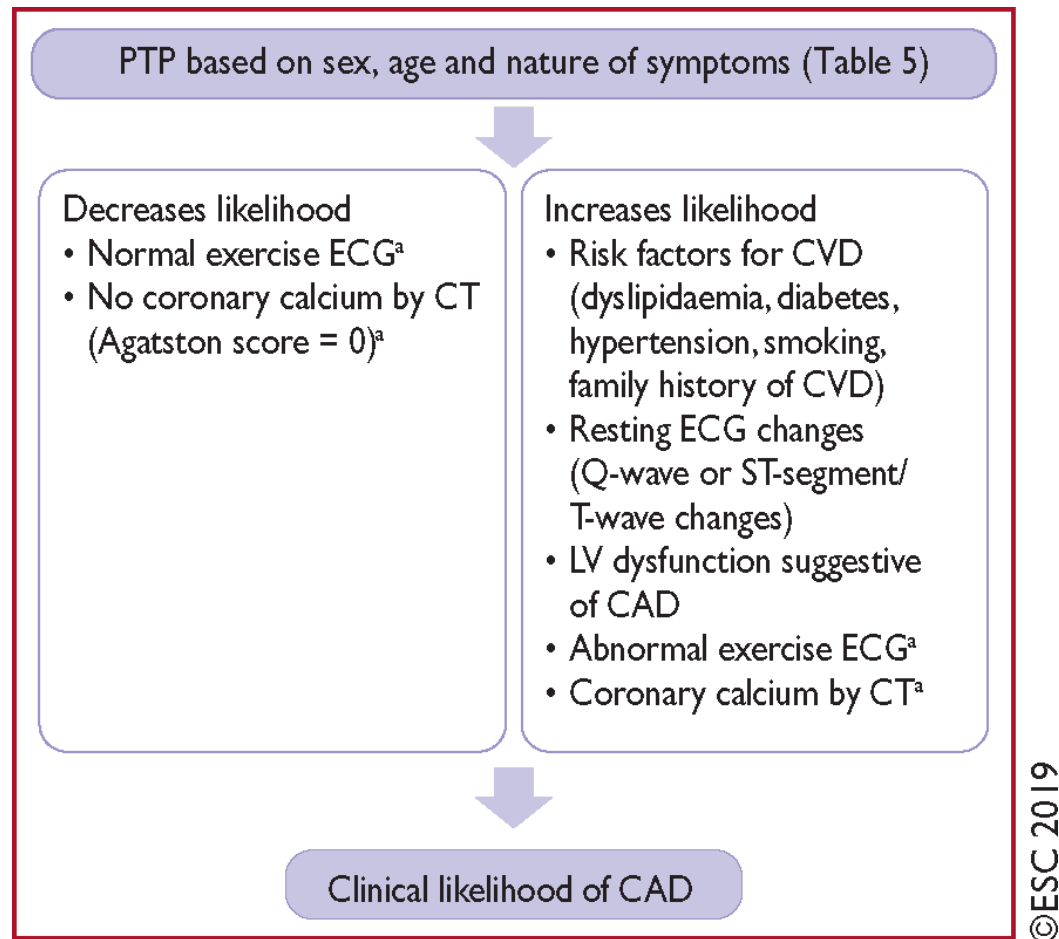 PTP based on sex, age and nature of symptoms (Table 5)
Decreases likelihood
• Normal exercise ECGᵃ
• No coronary calcium by CT
(Agatston score = 0)ᵃ
Increases likelihood
• Risk factors for CVD
(dyslipidaemia, diabetes,
hypertension, smoking,
family history of CVD)
• Resting ECG changes
(Q-wave or ST-segment/
T-wave changes)
• LV dysfunction suggestive
of CAD
• Abnormal exercise ECGᵃ
• Coronary calcium by CTᵃ
Clinical likelihood of CAD
©ESC 2019